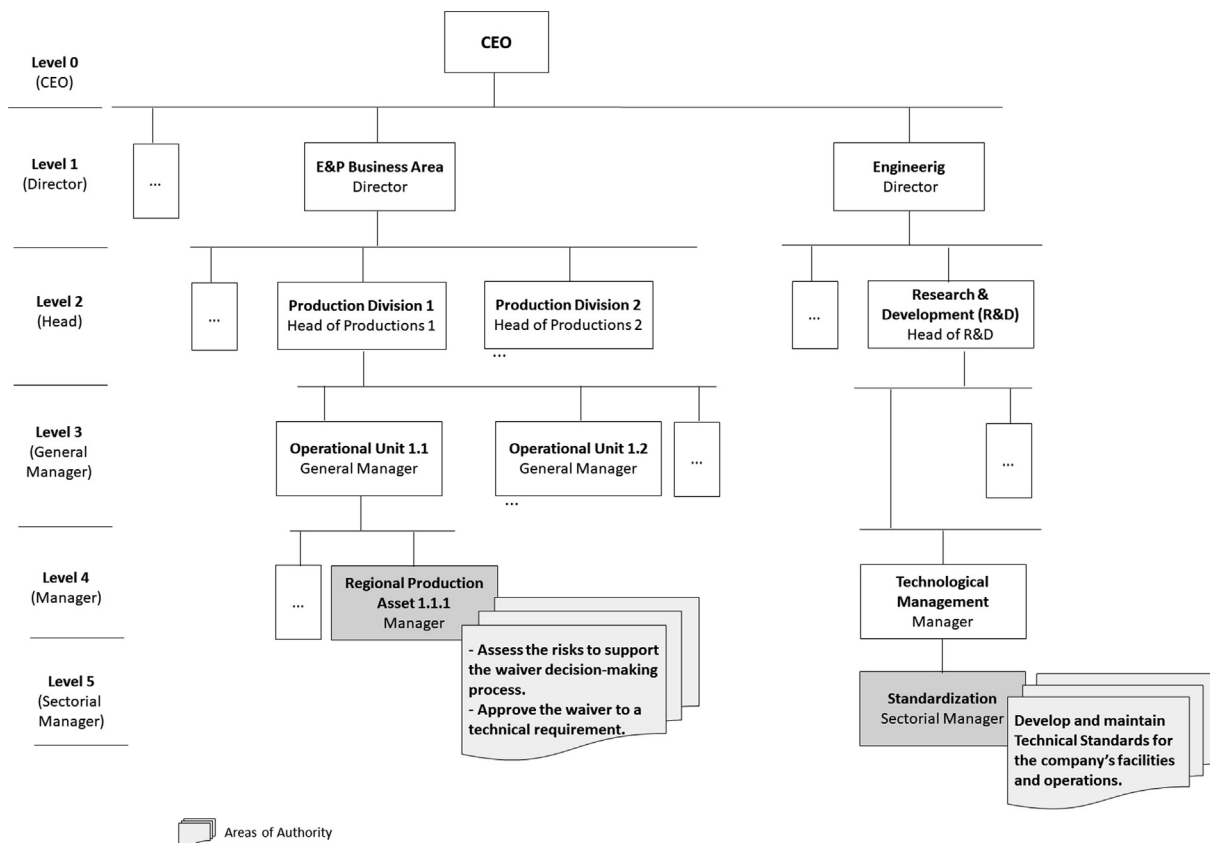 CEO
Level 0
(CEO)
Level 1
(Director)
...
E&P Business Area
Director
Engineerig
Director
Level 2
(Head)
...
Production Division 1
Head of Productions 1
Production Division 2
Head of Productions 2
...
...
Research &
Development (R&D)
Head of R&D
Level 3
(General
Manager)
Operational Unit 1.1
General Manager
Operational Unit 1.2
General Manager
...
...
...
Level 4
(Manager)
...
Regional Production
Asset 1.1.1
Manager
Technological
Management
Manager
Level 5
(Sectorial
Manager)
- Assess the risks to support
the waiver decision-making
process.
- Approve the waiver to a
technical requirement.
Standardization
Sectorial Manager
Develop and maintain
Technical Standards for
the company’s facilities
and operations.
Areas of Authority